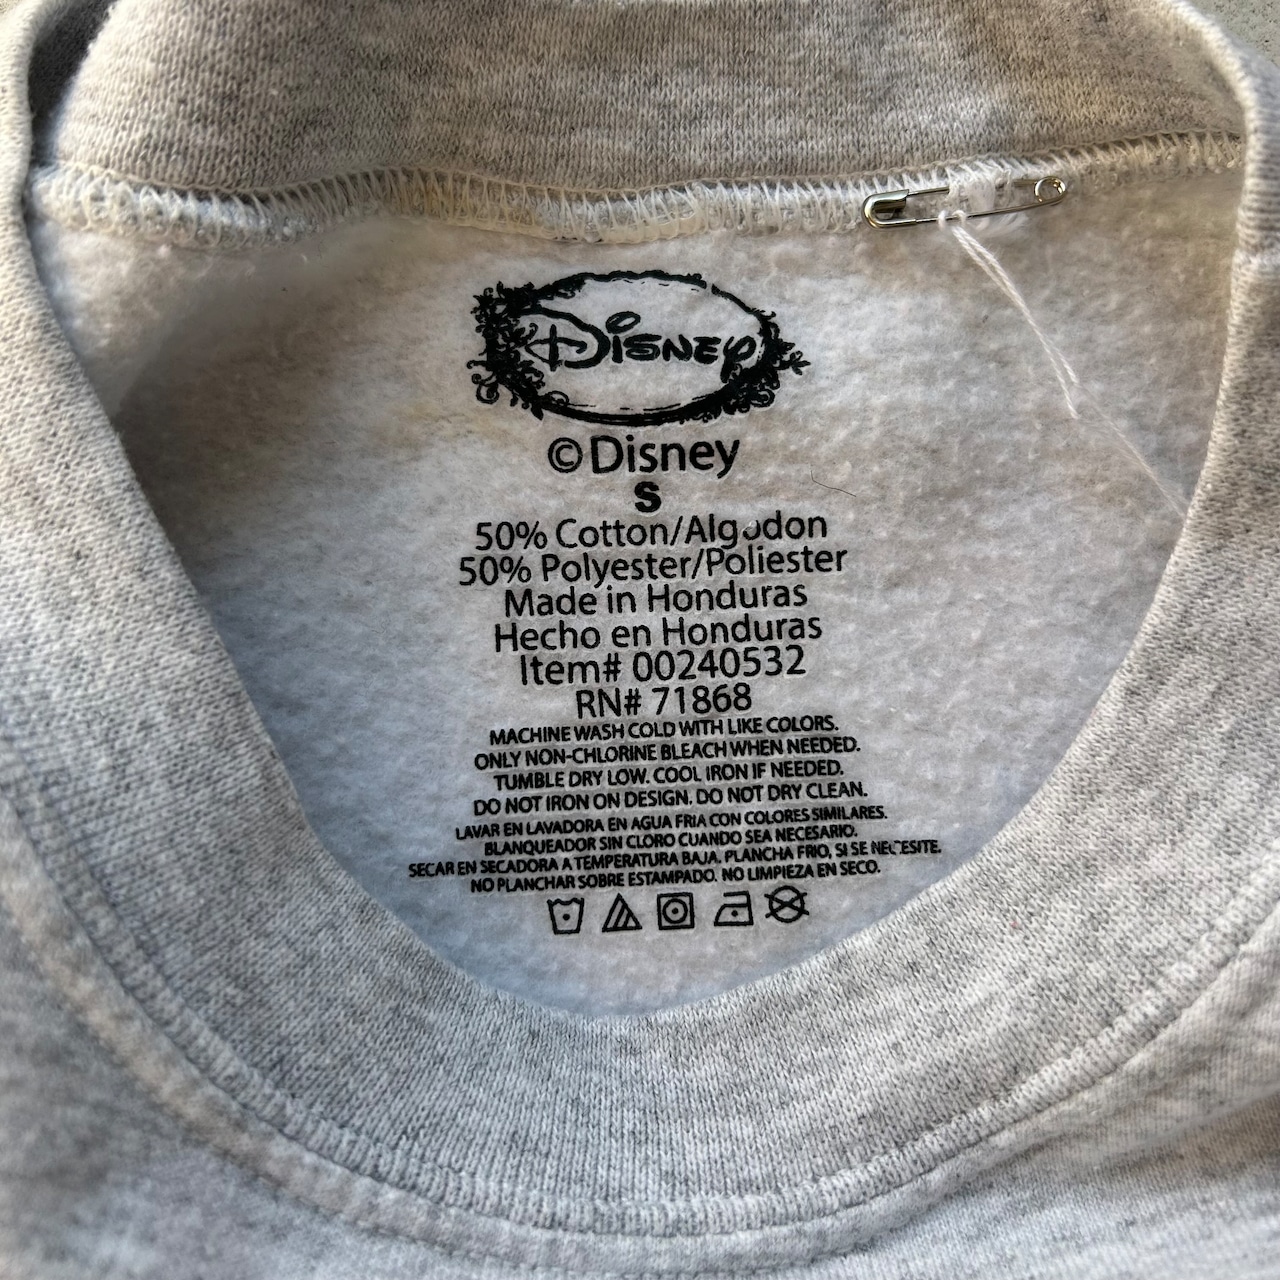 Disney
©Disney
S
50% Cotton/Algodon
50% Polyester/Poliester
Made in Honduras
Hecho en Honduras
Item# 00240532
RN# 71868
MACHINE WASH COLD WITH LIKE COLORS.
ONLY NON-CHLORINE BLEACH WHEN NEEDED.
TUMBLE DRY LOW. COOL IRON IF NEEDED.
DO NOT IRON ON DESIGN. DO NOT DRY CLEAN.
LAVAR EN LAVADORA EN AGUA FRIA CON COLORES SIMILARES.
BLANQUEADOR SIN CLORO CUANDO SEA NECESARIO.
SECAR EN SECADORA A TEMPERATURA BAJA. PLANCHA FRIO, SI SE NECESITE.
NO PLANCHAR SOBRE ESTAMPADO. NO LIMPIEZA EN SECO.